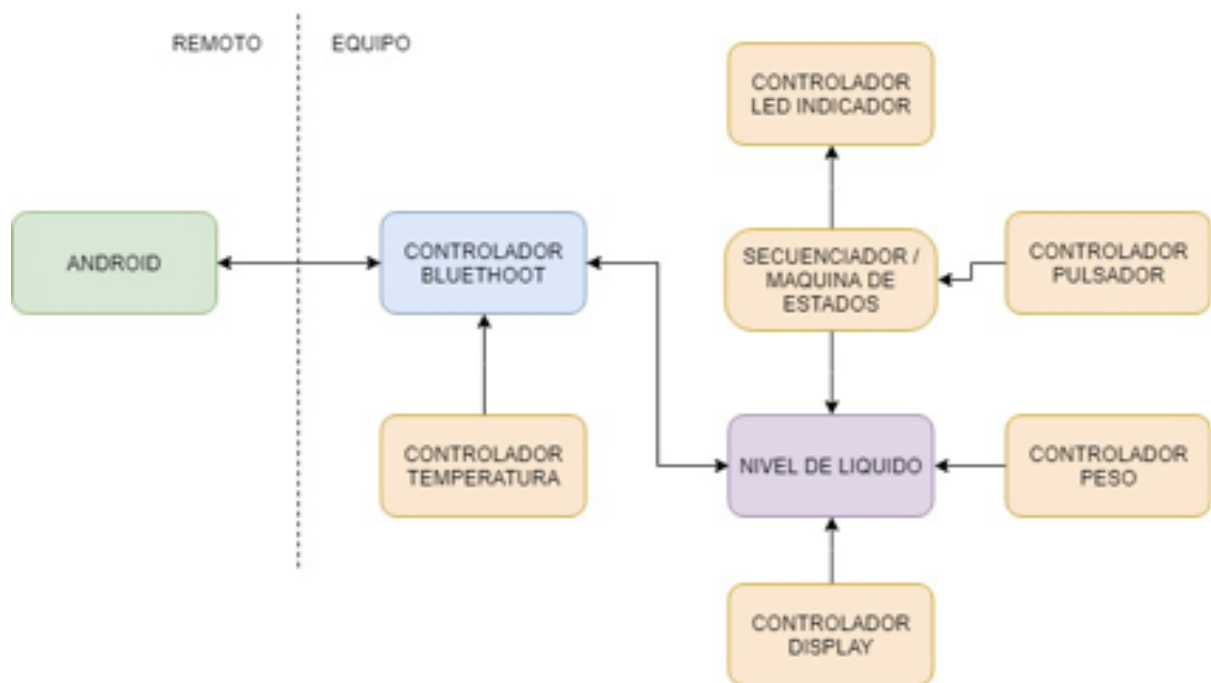 REMOTO
EQUIPO
CONTROLADOR
LED INDICADOR
ANDROID
CONTROLADOR
BLUETHOOT
SECUENCIADOR /
MAQUINA DE
ESTADOS
CONTROLADOR
PULSADOR
CONTROLADOR
TEMPERATURA
NIVEL DE LIQUIDO
CONTROLADOR
PESO
CONTROLADOR
DISPLAY